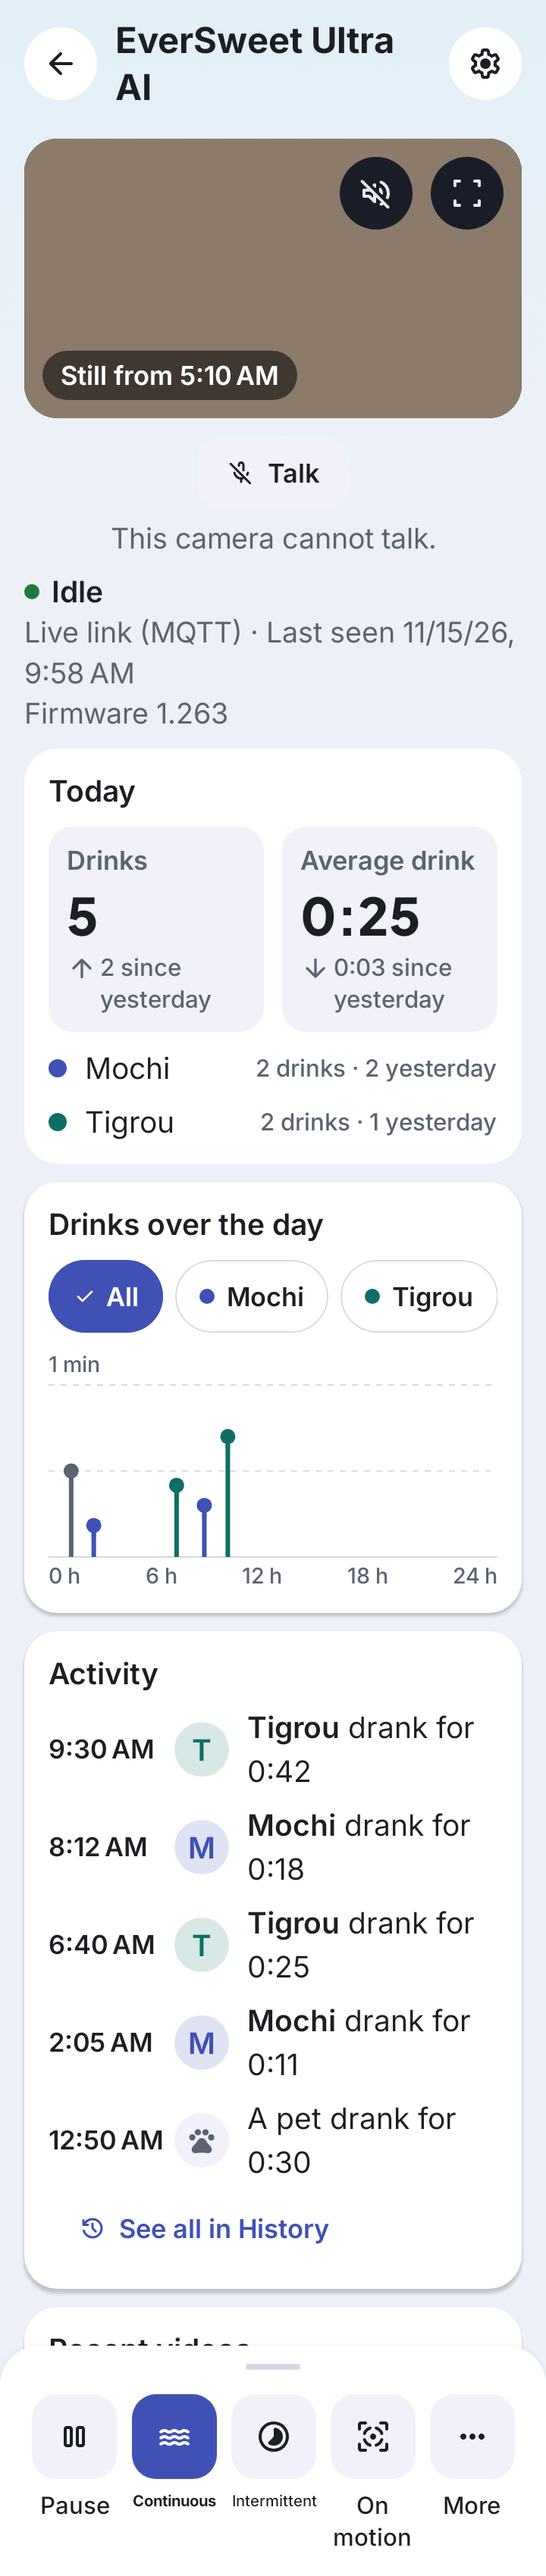 EverSweet Ultra
AI
Still from 5:10 AM
Talk
This camera cannot talk.
Idle
Live link (MQTT) · Last seen 11/15/26,
9:58 AM
Firmware 1.263
Today
Drinks
5
2 since
yesterday
Average drink
0:25
0:03 since
yesterday
Mochi
2 drinks · 2 yesterday
Tigrou
2 drinks · 1 yesterday
Drinks over the day
All
Mochi
Tigrou
1 min
0 h
6 h
12 h
18 h
24 h
Activity
9:30 AM
T
Tigrou drank for
0:42
8:12 AM
M
Mochi drank for
0:18
6:40 AM
T
Tigrou drank for
0:25
2:05 AM
M
Mochi drank for
0:11
12:50 AM
A pet drank for
0:30
See all in History
Recent videos
Pause
Continuous
Intermittent
On
motion
More